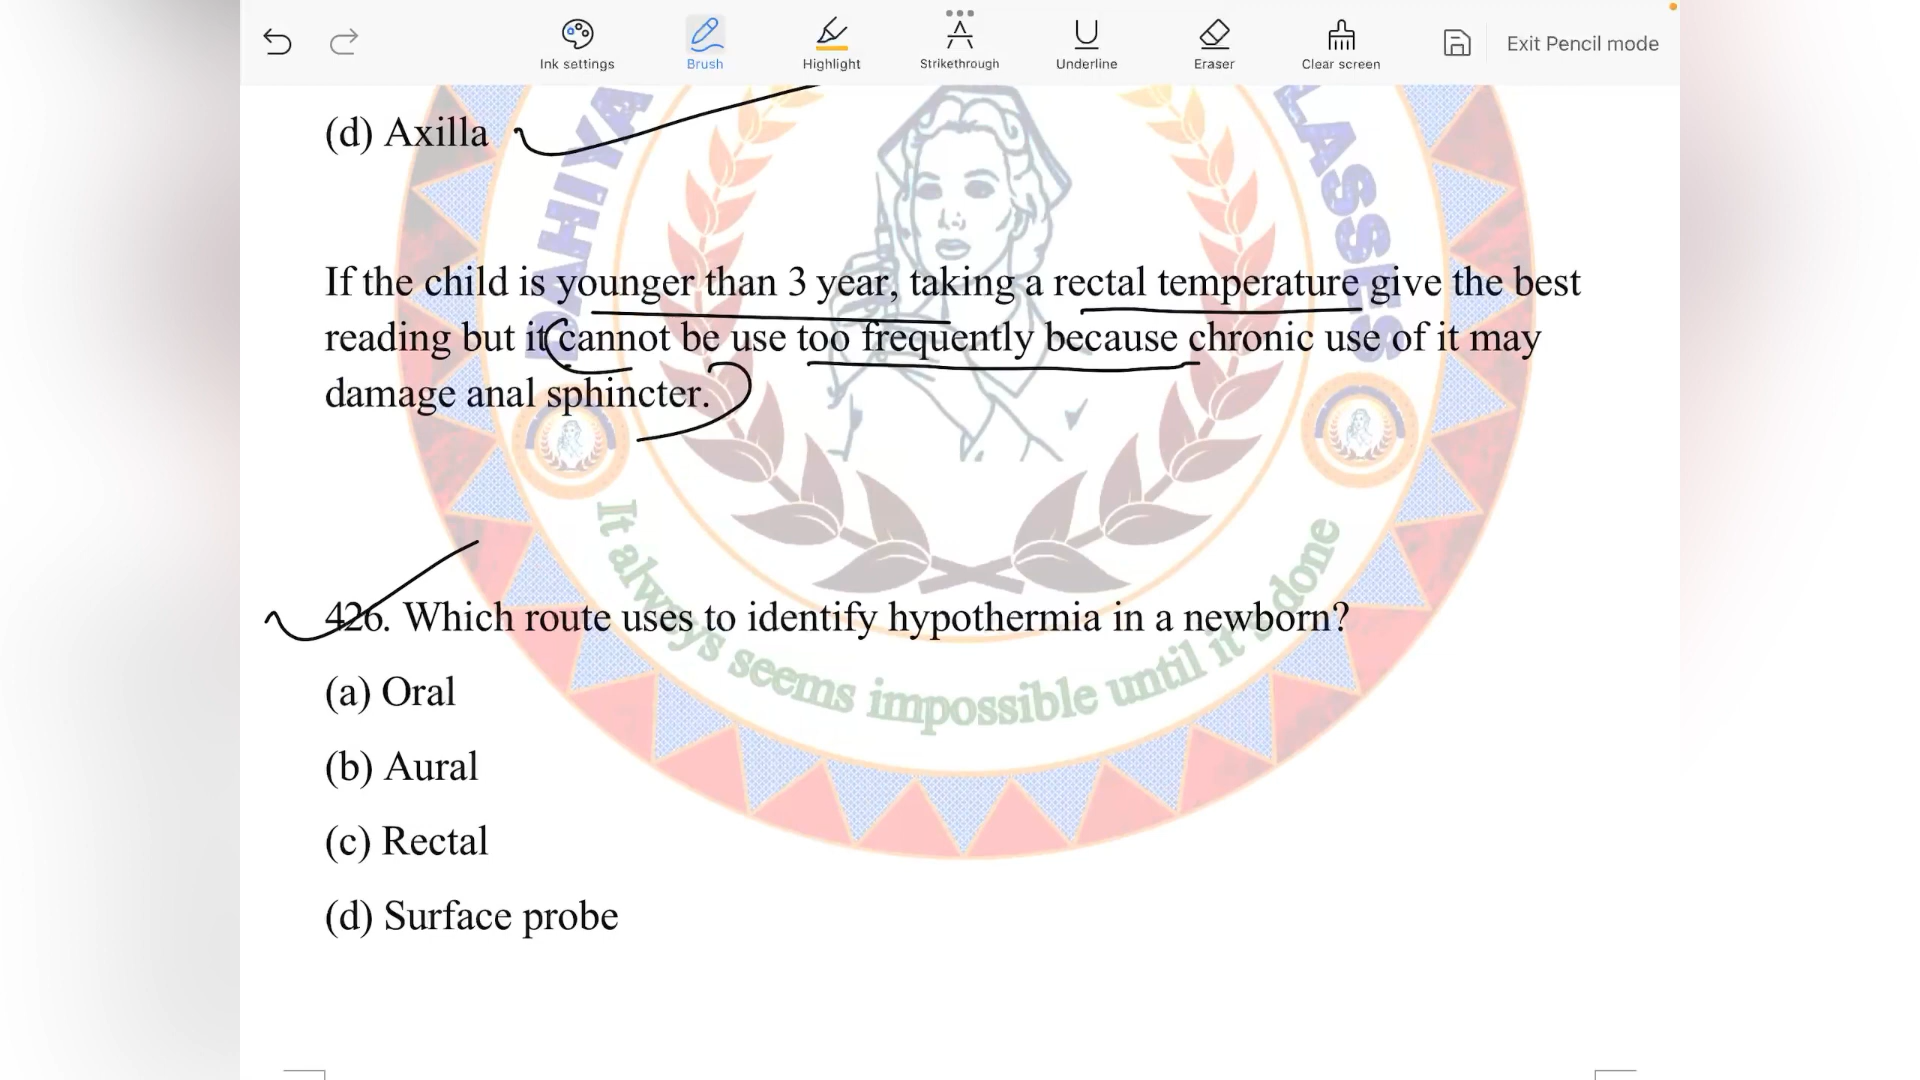 Exit Pencil mode
Ink settings
Brush
Highlight
Strikethrough
Underline
Eraser
Clear screen
(d) Axilla
DAHIYA
LASSES
If the child is younger than 3 year, taking a rectal temperature give the best
reading but it cannot be use too frequently because chronic use of it may
damage anal sphincter.
It always seems impossible until it's done
426. Which route uses to identify hypothermia in a newborn?
(a) Oral
(b) Aural
(c) Rectal
(d) Surface probe